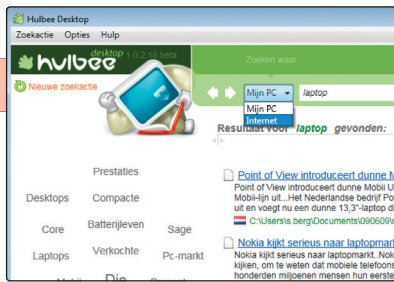 Hulbee Desktop
Zoekactie Opties Hulp
hulbee desktop 1.0.2.16 beta
Zoeken waar
Nieuwe zoekactie
Mijn PC laptop
Mijn PC
Internet
Resultaat voor laptop gevonden:
Prestaties
Desktops Compacte
Core Batterijleven Sage
Laptops Verkochte Pc-markt
Die
Point of View introduceert dunne
Point of View introduceert dunne Mobii
Mobii-lijn uit...Het Nederlandse bedrijf
uit en voegt nu een dunne 13,3"-laptop
C:\Users\s.berg\Documents\090609\
Nokia kijkt serieus naar
Nokia kijkt serieus naar laptopmarkt..
kijken, om te weten dat mobiele
honderden miljoenen mensen hun eerste